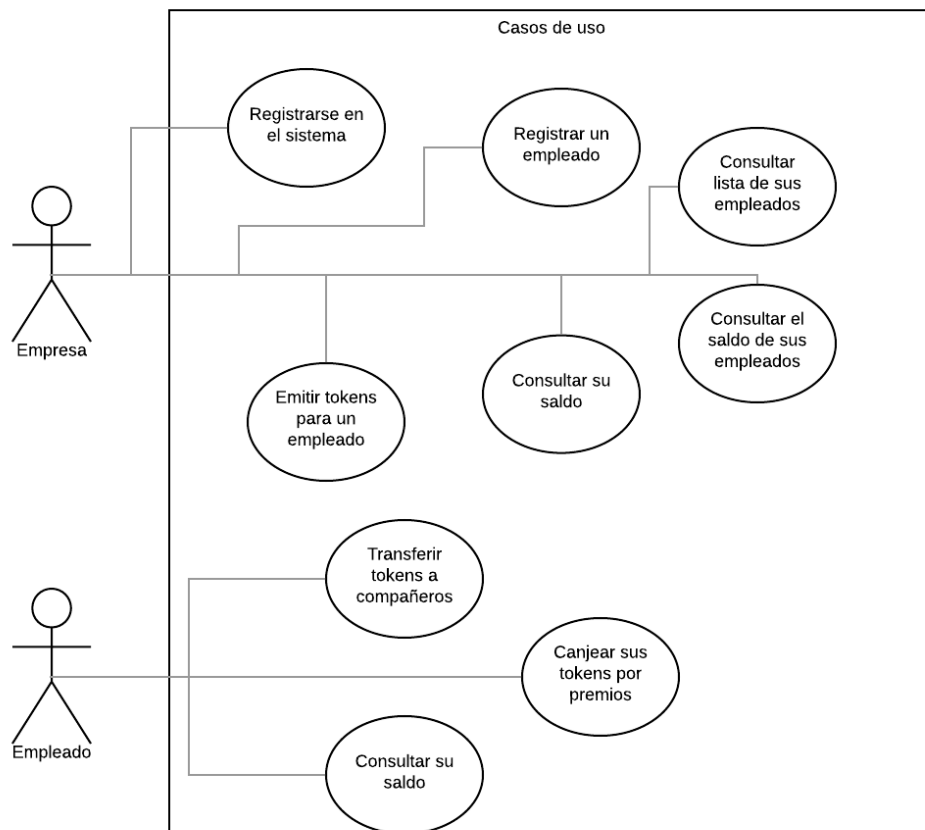 Casos de uso
Registrarse en
el sistema
Registrar un
empleado
Consultar
lista de sus
empleados
Empresa
Consultar el
saldo de sus
empleados
Emitir tokens
para un
empleado
Consultar su
saldo
Transferir
tokens a
compañeros
Canjear sus
tokens por
premios
Empleado
Consultar su
saldo